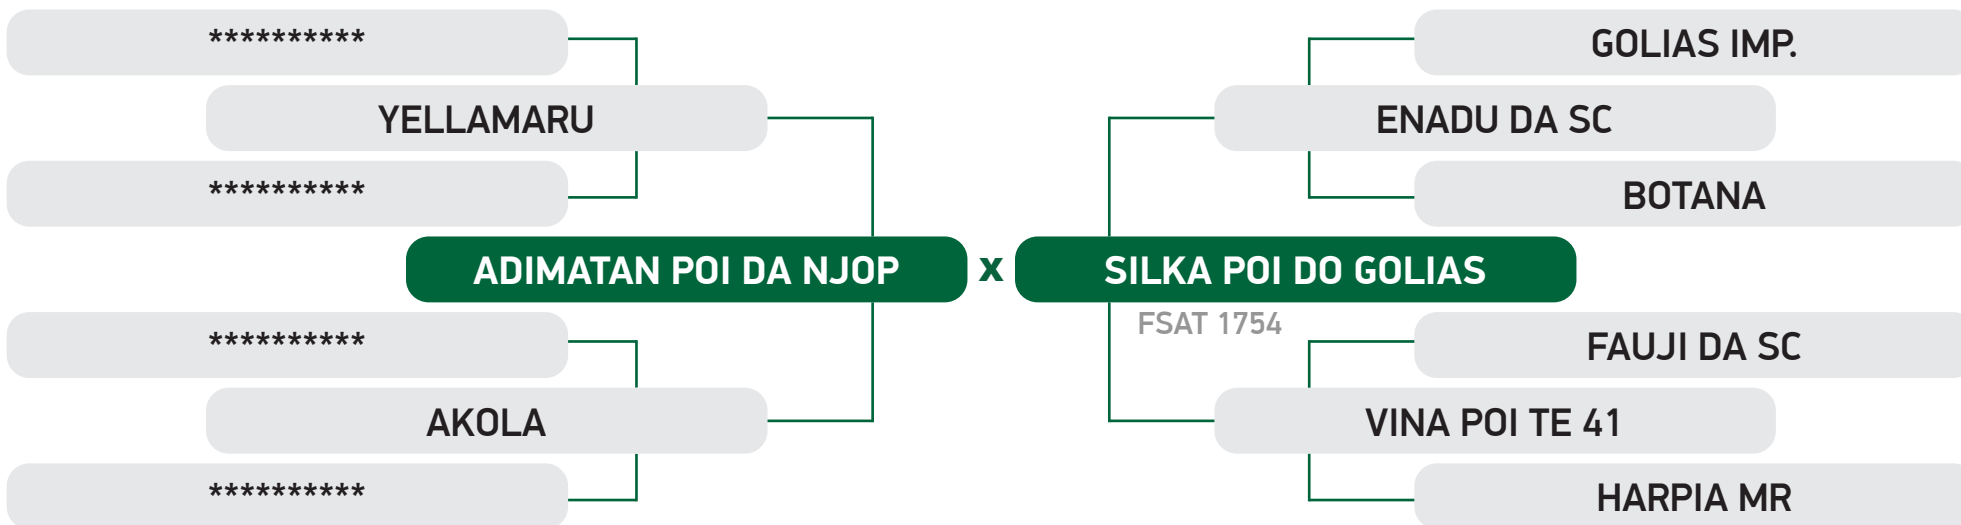 **********
GOLIAS IMP.
YELLAMARU
ENADU DA SC
**********
BOTANA
ADIMATAN POI DA NJOP x SILKA POI DO GOLIAS
FSAT 1754
**********
FAUJI DA SC
AKOLA
VINA POI TE 41
**********
HARPIA MR